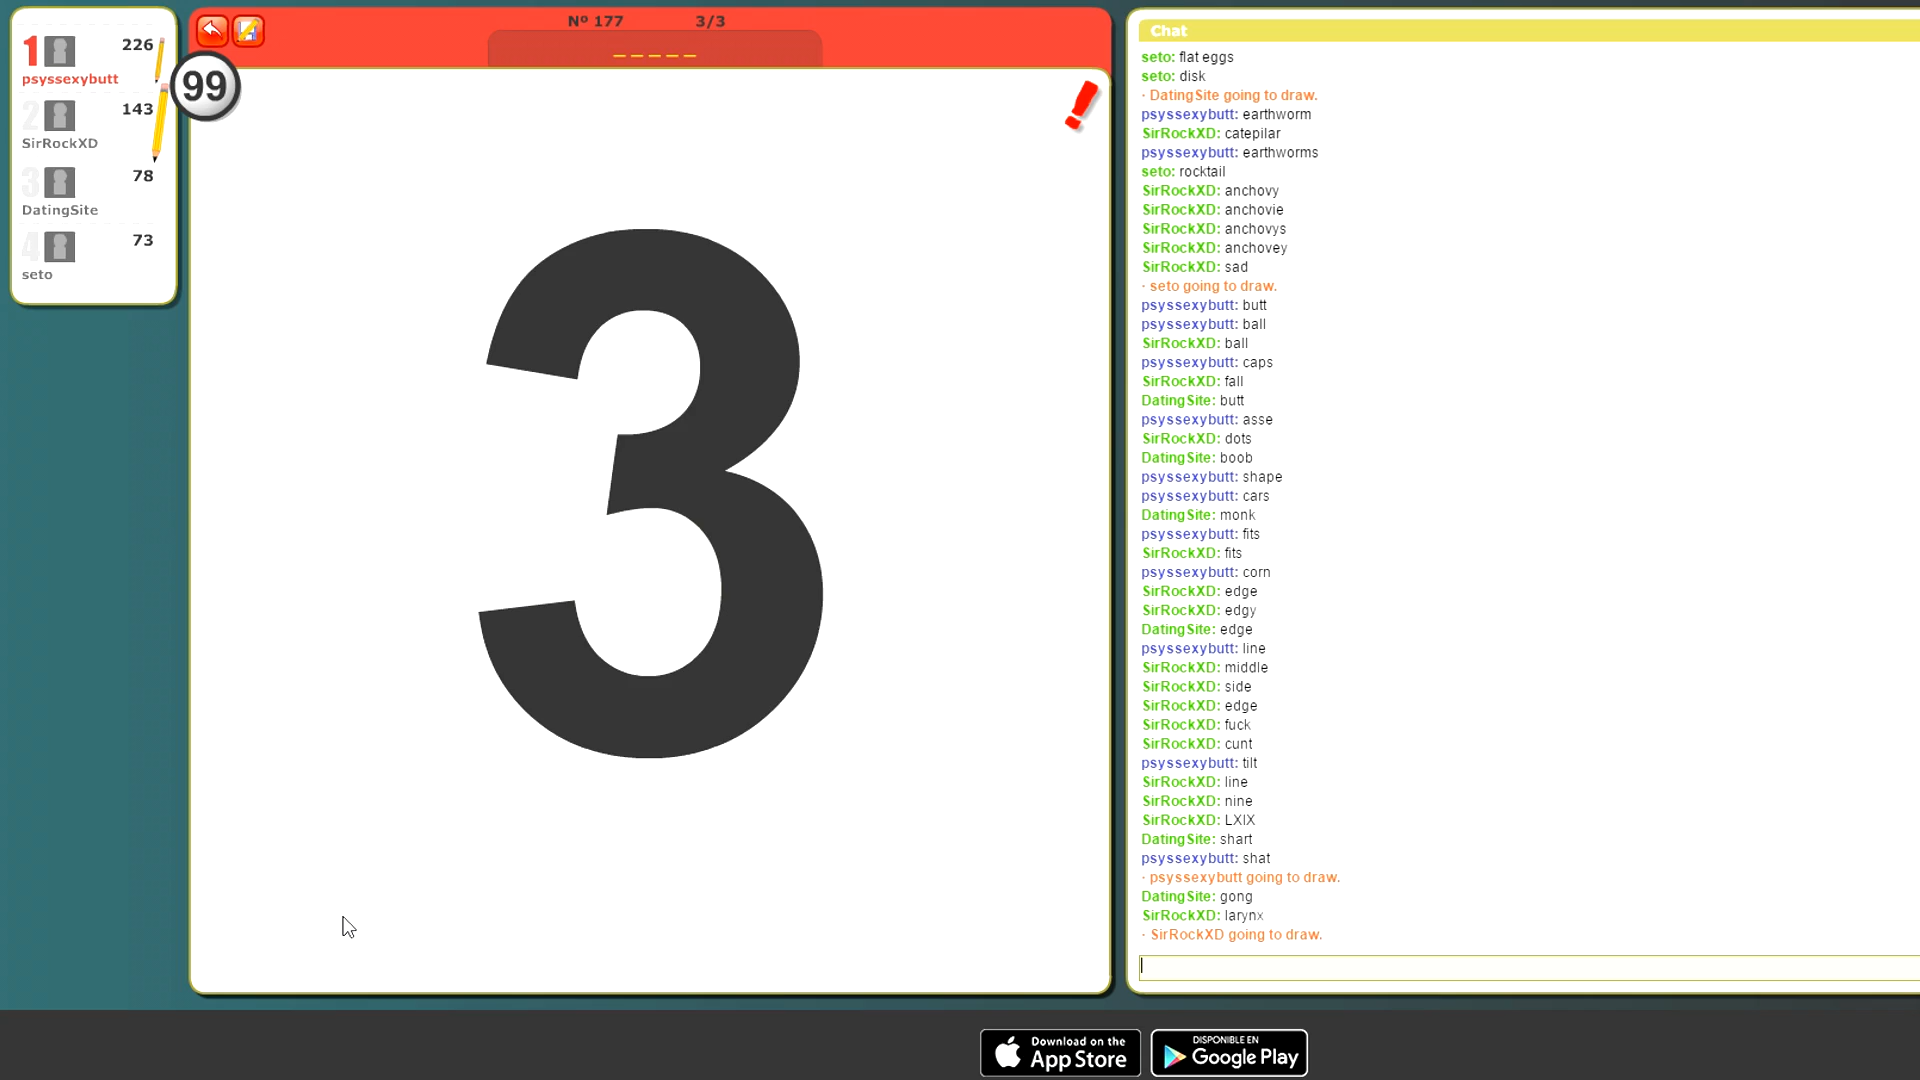 1
226
psyssexybutt
2
143
SirRockXD
3
78
DatingSite
4
73
seto
99
Nº 177 3/3
_ _ _ _ _
!
3
Chat
seto: flat eggs
seto: disk
· DatingSite going to draw.
psyssexybutt: earthworm
SirRockXD: catepilar
psyssexybutt: earthworms
seto: rocktail
SirRockXD: anchovy
SirRockXD: anchovie
SirRockXD: anchovys
SirRockXD: anchovey
SirRockXD: sad
· seto going to draw.
psyssexybutt: butt
psyssexybutt: ball
SirRockXD: ball
psyssexybutt: caps
SirRockXD: fall
DatingSite: butt
psyssexybutt: asse
SirRockXD: dots
DatingSite: boob
psyssexybutt: shape
psyssexybutt: cars
DatingSite: monk
psyssexybutt: fits
SirRockXD: fits
psyssexybutt: corn
SirRockXD: edge
SirRockXD: edgy
DatingSite: edge
psyssexybutt: line
SirRockXD: middle
SirRockXD: side
SirRockXD: edge
SirRockXD: fuck
SirRockXD: cunt
psyssexybutt: tilt
SirRockXD: line
SirRockXD: nine
SirRockXD: LXIX
DatingSite: shart
psyssexybutt: shat
· psyssexybutt going to draw.
DatingSite: gong
SirRockXD: larynx
· SirRockXD going to draw.
Download on the
App Store
DISPONIBLE EN
Google Play